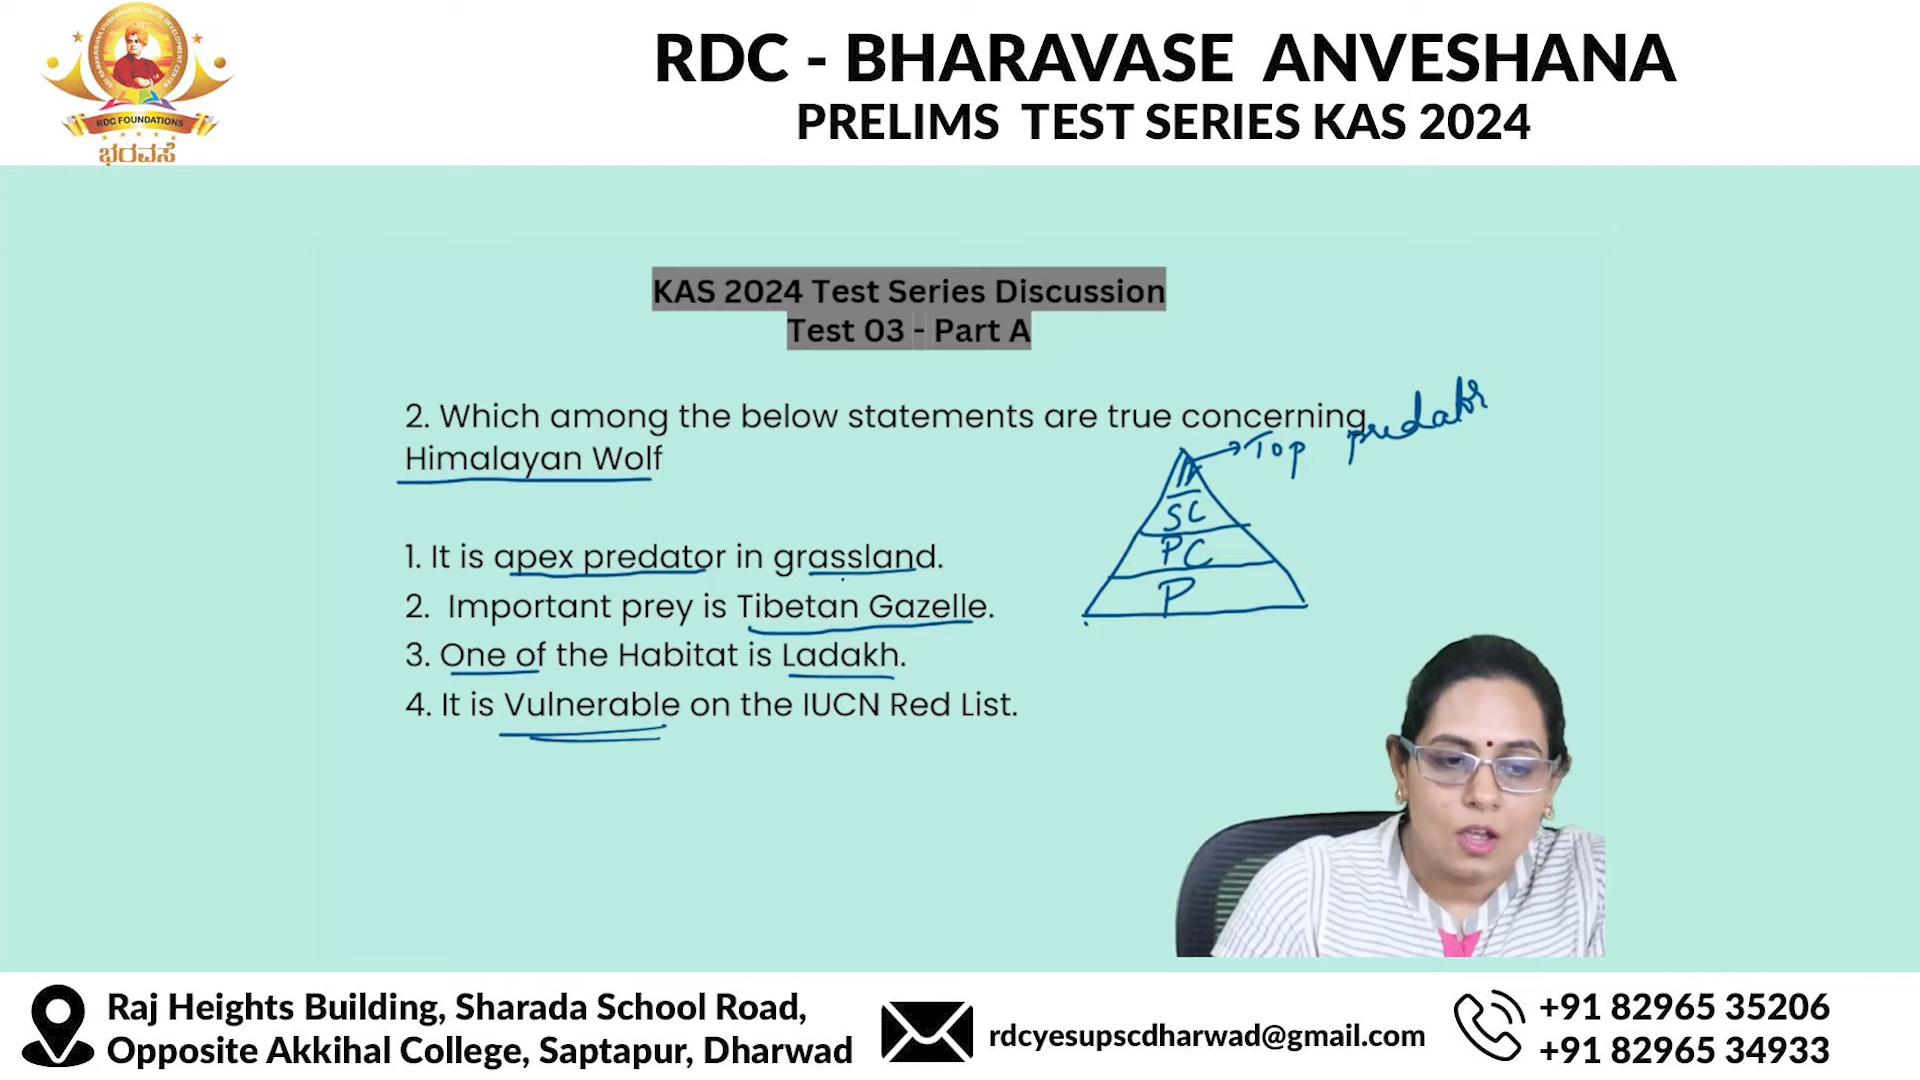 RDC FOUNDATIONS
ಭರವಸೆ
RDC - BHARAVASE ANVESHANA
PRELIMS TEST SERIES KAS 2024
KAS 2024 Test Series Discussion
Test 03 - Part A
2. Which among the below statements are true concerning
Himalayan Wolf
1. It is apex predator in grassland.
2. Important prey is Tibetan Gazelle.
3. One of the Habitat is Ladakh.
4. It is Vulnerable on the IUCN Red List.
Top predator
SC
PC
P
Raj Heights Building, Sharada School Road,
Opposite Akkihal College, Saptapur, Dharwad
rdcyesupscdharwad@gmail.com
+91 82965 35206
+91 82965 34933